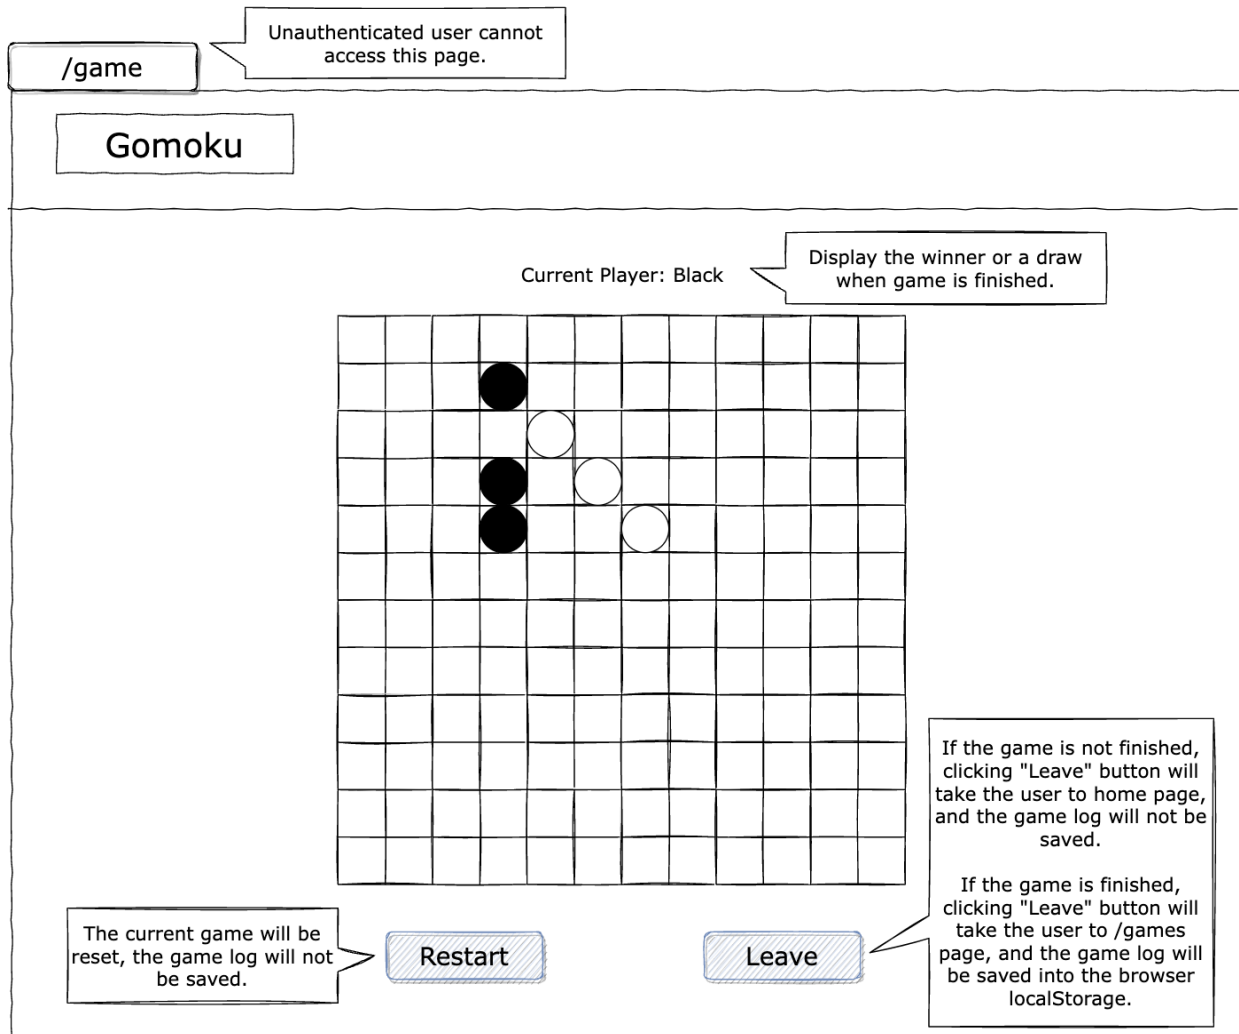 Unauthenticated user cannot
access this page.
/game
Gomoku
Current Player: Black
Display the winner or a draw
when game is finished.
If the game is not finished,
clicking "Leave" button will
take the user to home page,
and the game log will not be
saved.
If the game is finished,
clicking "Leave" button will
take the user to /games
page, and the game log will
be saved into the browser
localStorage.
The current game will be
reset, the game log will not
be saved.
Restart
Leave